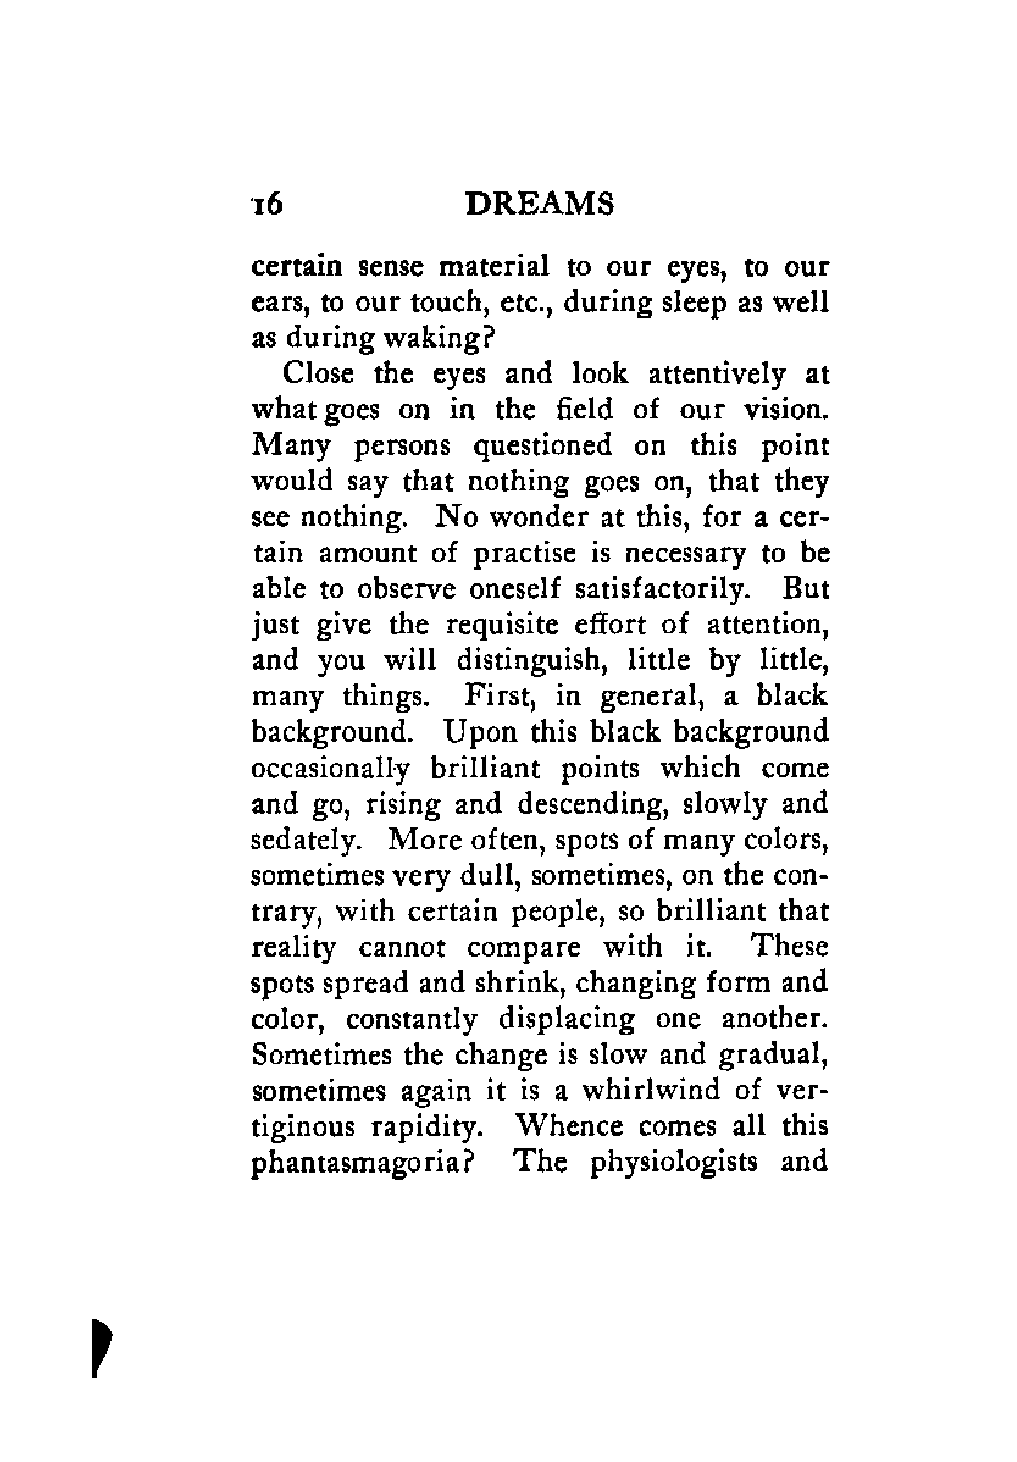 16 DREAMS
certain sense material to our eyes, to our
ears, to our touch, etc., during sleep as well
as during waking?
Close the eyes and look attentively at
what goes on in the field of our vision.
Many persons questioned on this point
would say that nothing goes on, that they
see nothing. No wonder at this, for a cer-
tain amount of practise is necessary to be
able to observe oneself satisfactorily. But
just give the requisite effort of attention,
and you will distinguish, little by little,
many things. First, in general, a black
background. Upon this black background
occasionally brilliant points which come
and go, rising and descending, slowly and
sedately. More often, spots of many colors,
sometimes very dull, sometimes, on the con-
trary, with certain people, so brilliant that
reality cannot compare with it. These
spots spread and shrink, changing form and
color, constantly displacing one another.
Sometimes the change is slow and gradual,
sometimes again it is a whirlwind of ver-
tiginous rapidity. Whence comes all this
phantasmagoria? The physiologists and